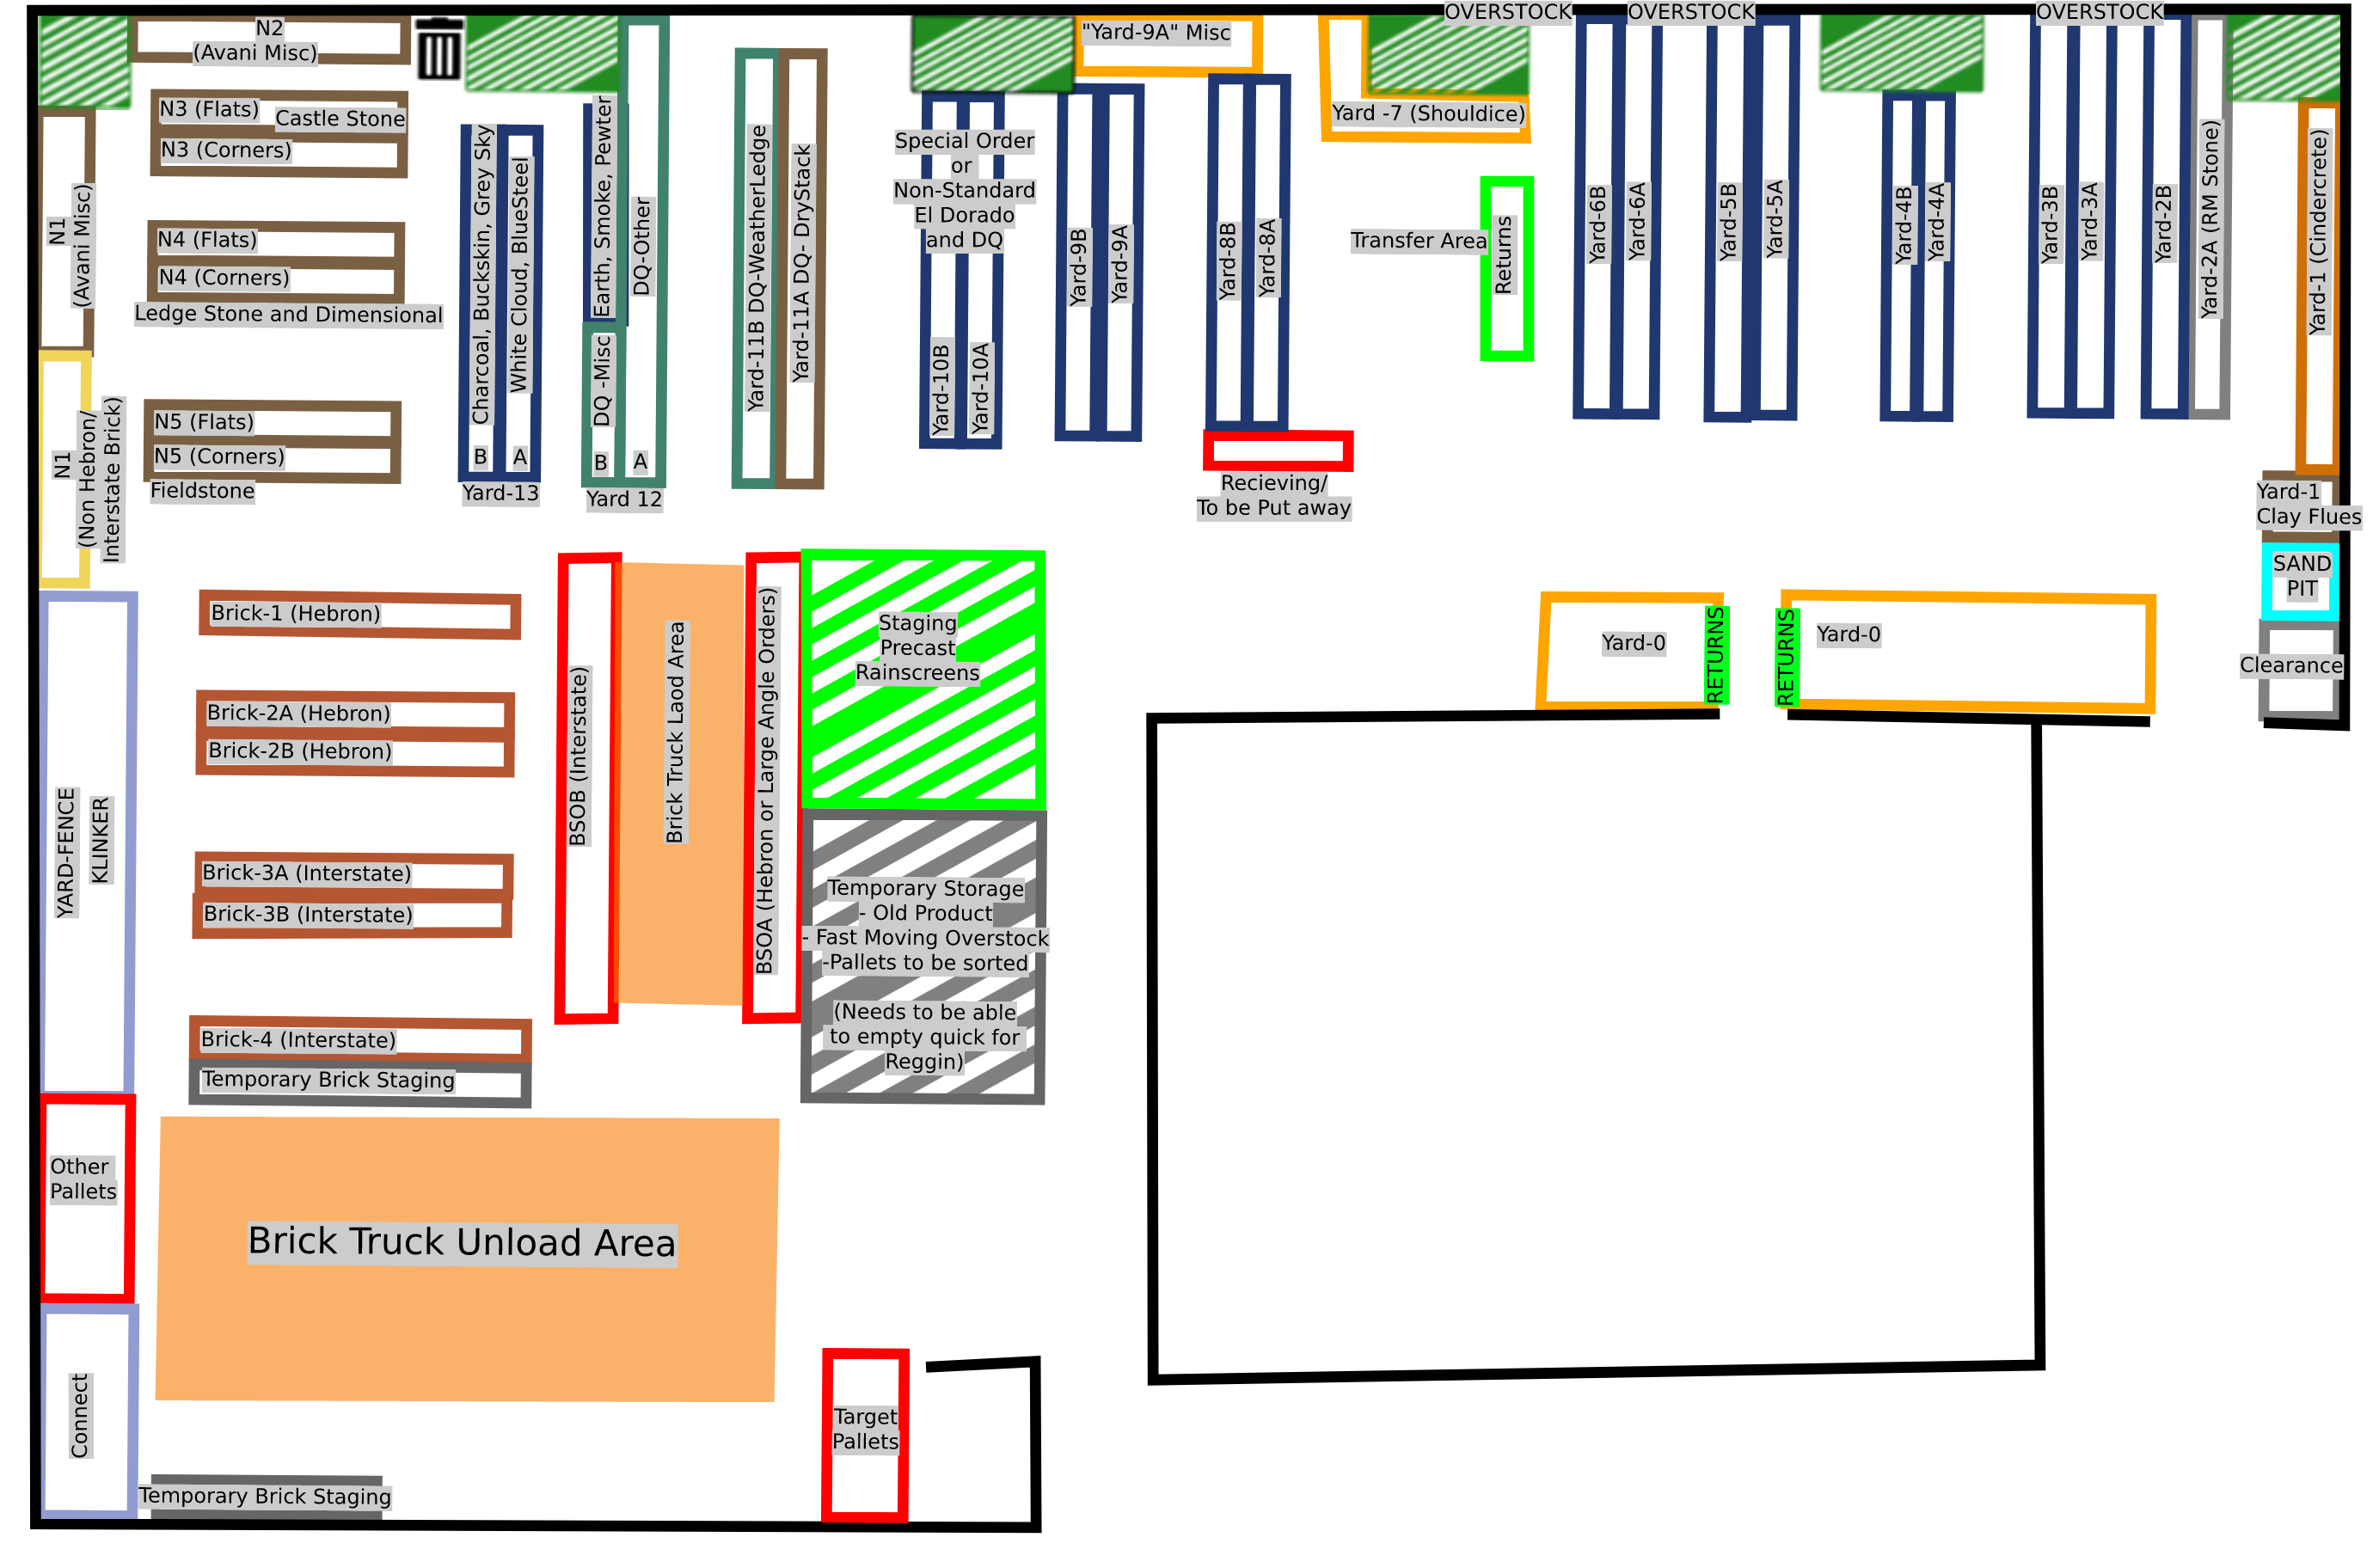 OVERSTOCK
OVERSTOCK
OVERSTOCK
N2
(Avani Misc)
"Yard-9A" Misc
N3 (Flats)
Castle Stone
N3 (Corners)
N1
(Avani Misc)
N4 (Flats)
N4 (Corners)
Ledge Stone and Dimensional
N1
(Non Hebron/
Interstate Brick)
N5 (Flats)
N5 (Corners)
Fieldstone
Charcoal, Buckskin, Grey Sky
White Cloud, BlueSteel
B
A
Yard-13
Earth, Smoke, Pewter
DQ-Other
DQ -Misc
B
A
Yard 12
Yard-11B DQ-WeatherLedge
Yard-11A DQ- DryStack
Special Order
or
Non-Standard
El Dorado
and DQ
Yard-10B
Yard-10A
Yard-9B
Yard-9A
Yard-8B
Yard-8A
Recieving/
To be Put away
Yard -7 (Shouldice)
Transfer Area
Returns
Yard-6B
Yard-6A
Yard-5B
Yard-5A
Yard-4B
Yard-4A
Yard-3B
Yard-3A
Yard-2B
Yard-2A (RM Stone)
Yard-1 (Cindercrete)
Yard-1
Clay Flues
SAND
PIT
Clearance
Yard-0
RETURNS
RETURNS
Yard-0
Brick-1 (Hebron)
Brick-2A (Hebron)
Brick-2B (Hebron)
Brick-3A (Interstate)
Brick-3B (Interstate)
Brick-4 (Interstate)
Temporary Brick Staging
YARD-FENCE
KLINKER
BSOB (Interstate)
Brick Truck Laod Area
BSOA (Hebron or Large Angle Orders)
Staging
Precast
Rainscreens
Temporary Storage
- Old Product
- Fast Moving Overstock
-Pallets to be sorted
(Needs to be able
to empty quick for
Reggin)
Other
Pallets
Brick Truck Unload Area
Connect
Temporary Brick Staging
Target
Pallets